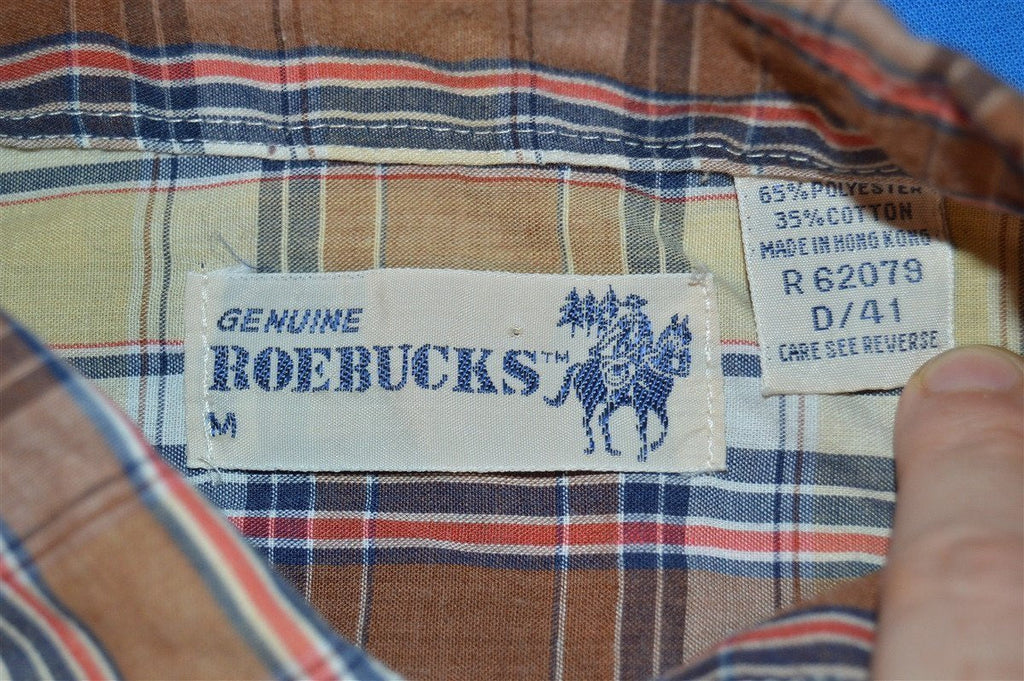 GENUINE
ROEBUCKS™
M
65% POLYESTER
35% COTTON
MADE IN HONG KONG
R 62079
D/41
CARE SEE REVERSE